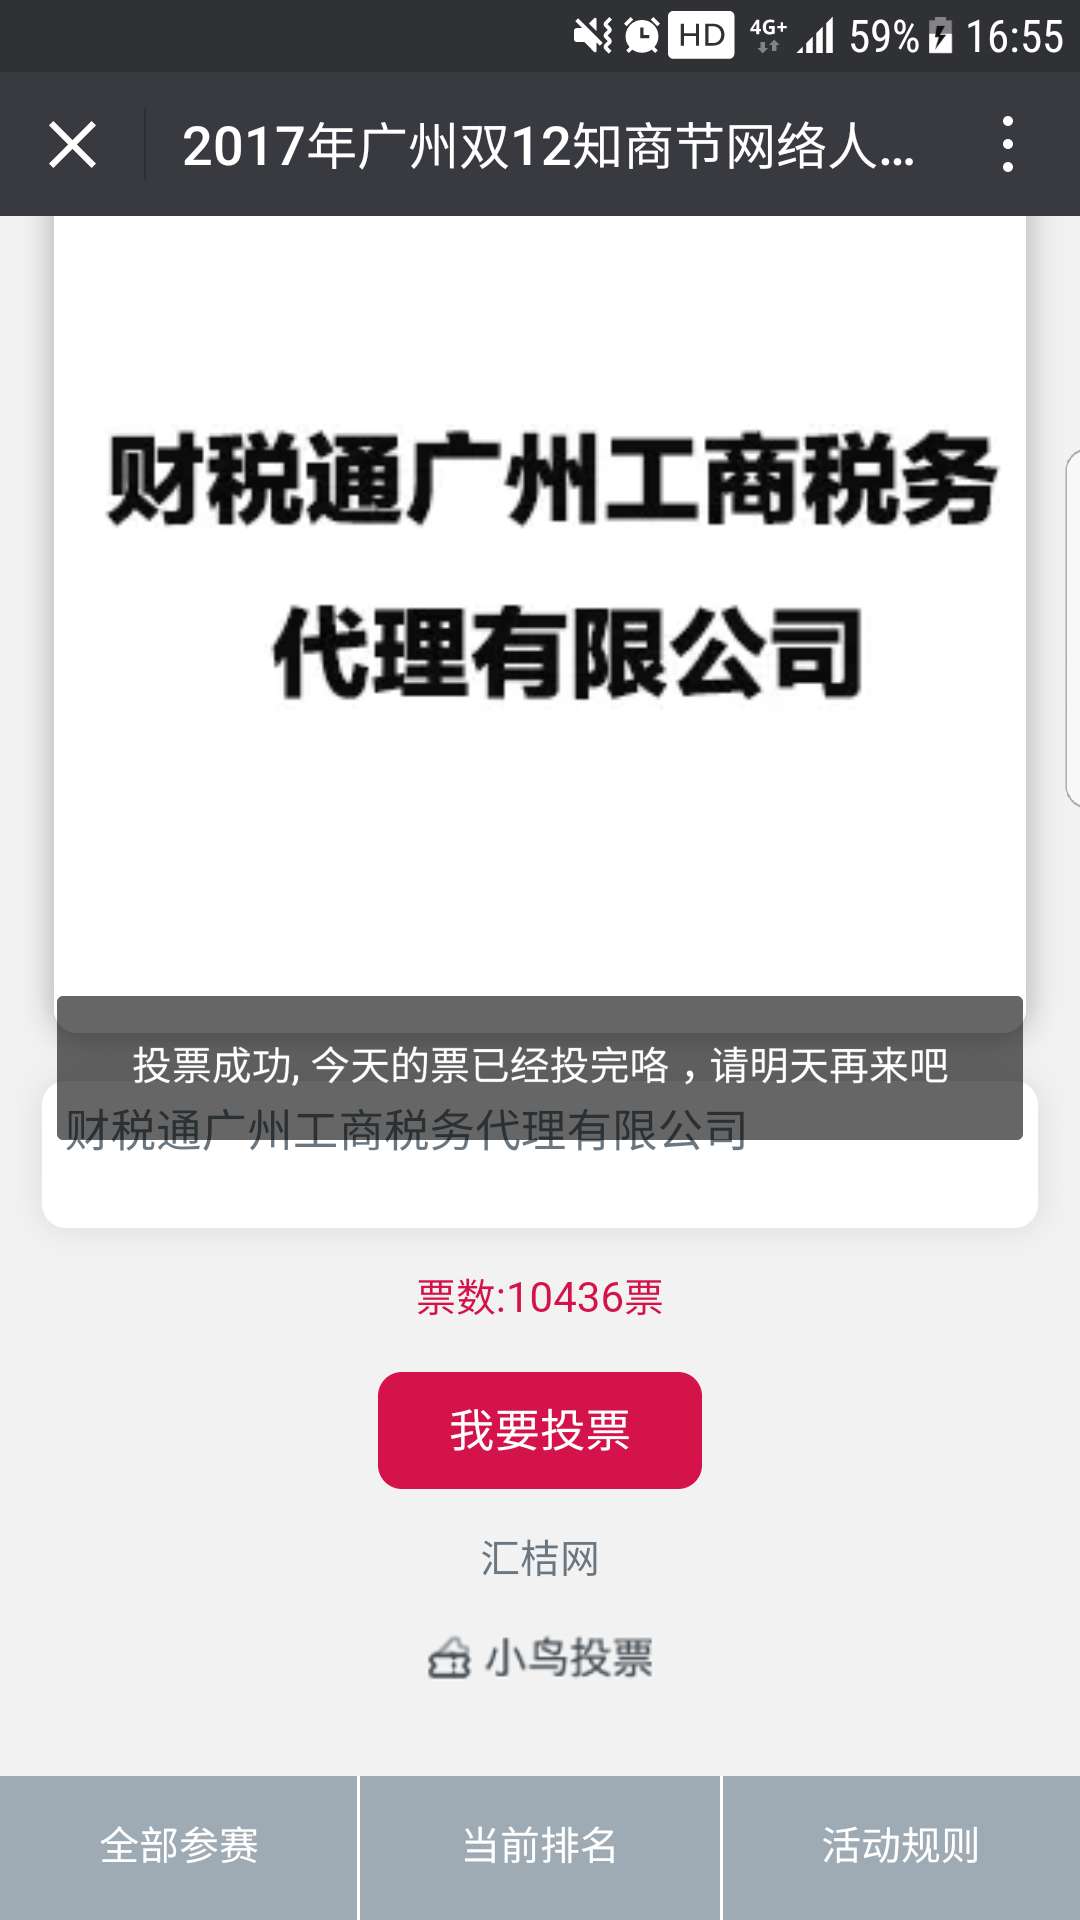 HD 4G+ 59% 16:55
2017年广州双12知商节网络人...
财税通广州工商税务
代理有限公司
投票成功, 今天的票已经投完咯，请明天再来吧
财税通广州工商税务代理有限公司
票数:10436票
我要投票
汇桔网
小鸟投票
全部参赛 当前排名 活动规则